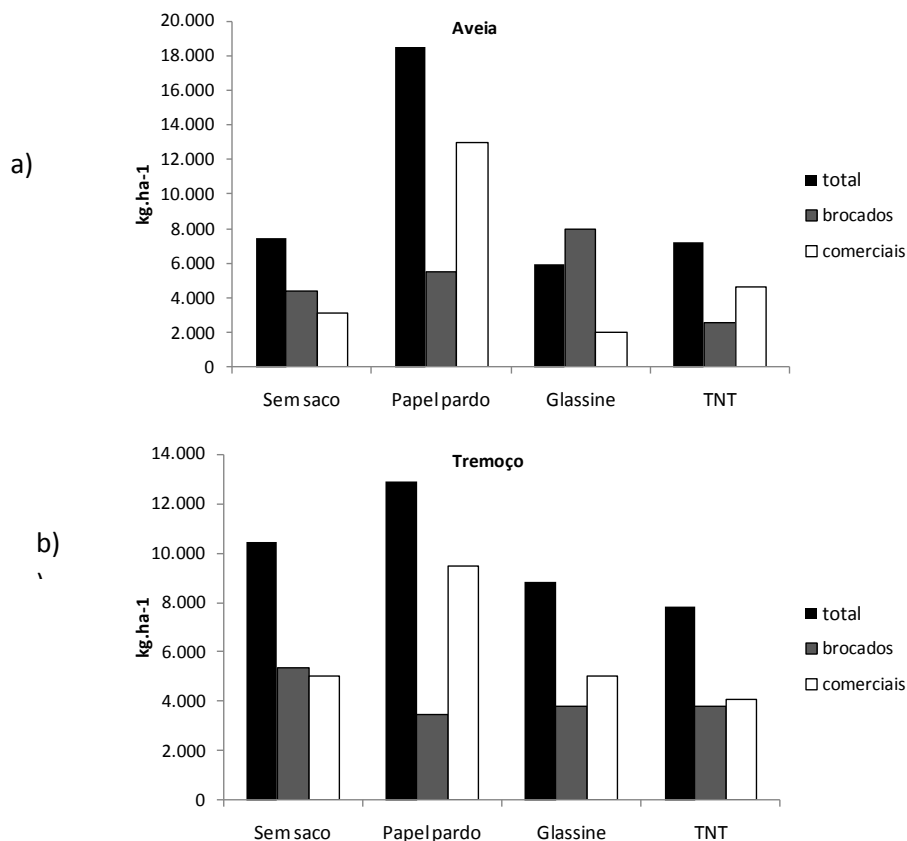 a)
Aveia
kg.ha-1
20.000
18.000
16.000
14.000
12.000
10.000
8.000
6.000
4.000
2.000
0
Sem saco
Papel pardo
Glassine
TNT
total
brocados
comerciais
b)
Tremoço
kg.ha-1
14.000
12.000
10.000
8.000
6.000
4.000
2.000
0
Sem saco
Papel pardo
Glassine
TNT
total
brocados
comerciais